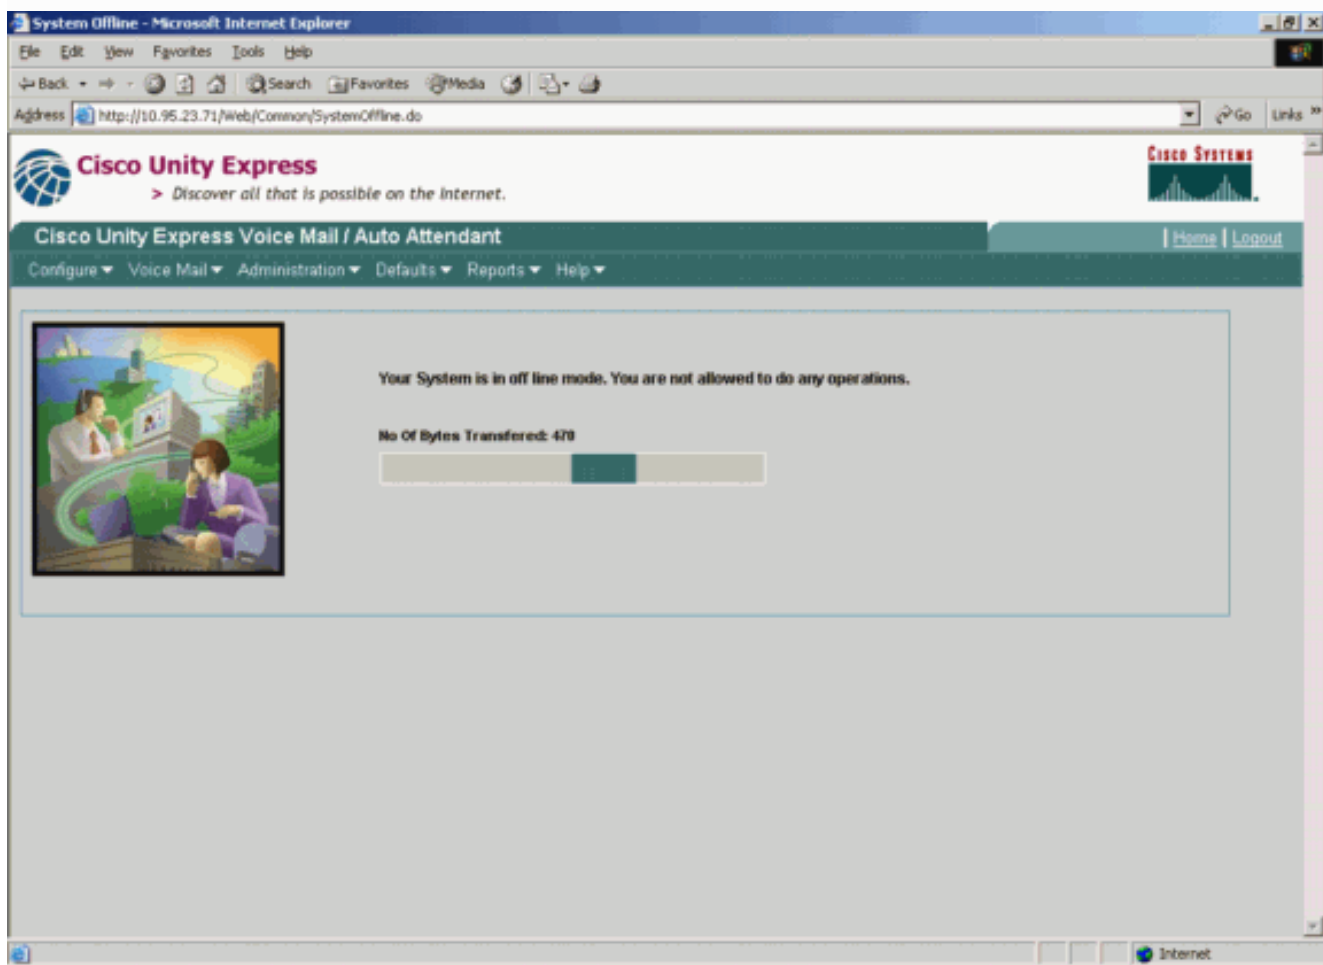 System Offline - Microsoft Internet Explorer
File Edit View Favorites Tools Help
Back Search Favorites Media
Address http://10.95.23.71/Web/Common/SystemOffline.do Go Links »
Cisco Unity Express
> Discover all that is possible on the Internet.
CISCO SYSTEMS
Cisco Unity Express Voice Mail / Auto Attendant
| Home | Logout
Configure Voice Mail Administration Defaults Reports Help
Your System is in off line mode. You are not allowed to do any operations.
No Of Bytes Transfered: 470
Internet